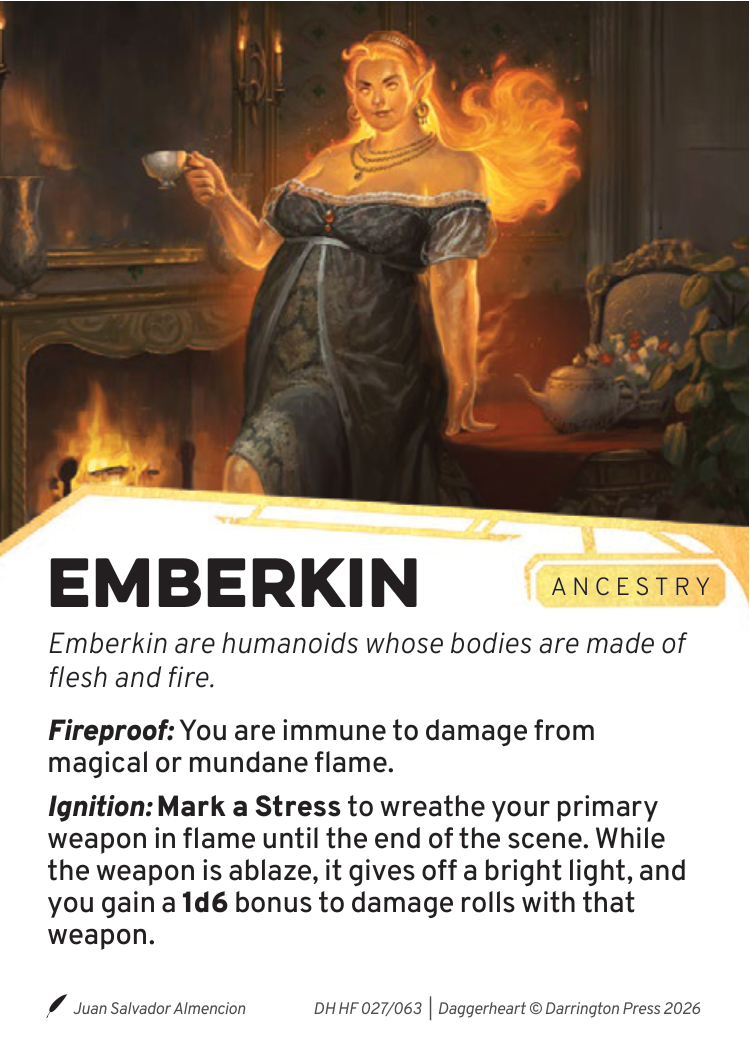 EMBERKIN
ANCESTRY
Emberkin are humanoids whose bodies are made of
flesh and fire.
Fireproof: You are immune to damage from
magical or mundane flame.
Ignition: Mark a Stress to wreathe your primary
weapon in flame until the end of the scene. While
the weapon is ablaze, it gives off a bright light, and
you gain a 1d6 bonus to damage rolls with that
weapon.
Juan Salvador Almencion
DH HF 027/063 | Daggerheart © Darrington Press 2026